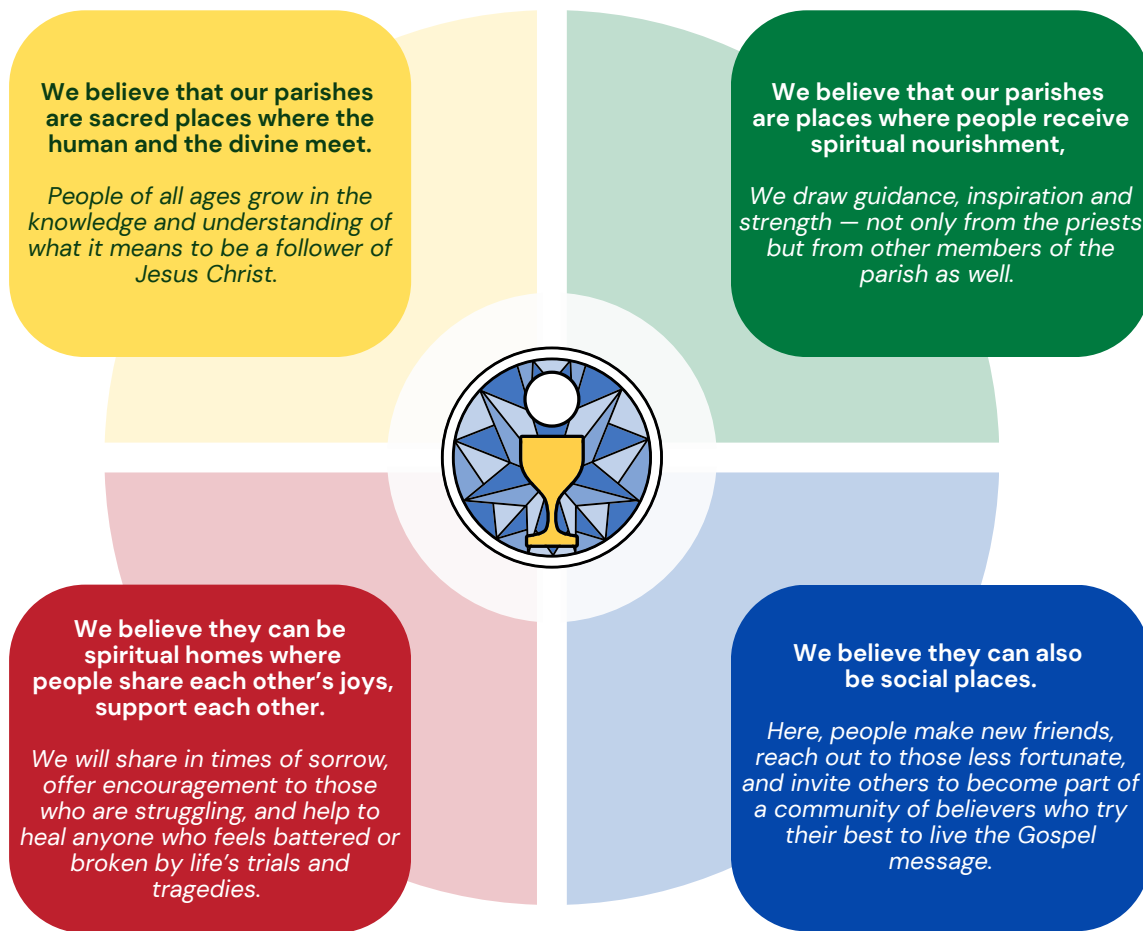 We believe that our parishes
are sacred places where the
human and the divine meet.
People of all ages grow in the
knowledge and understanding of
what it means to be a follower of
Jesus Christ.
We believe that our parishes
are places where people receive
spiritual nourishment,
We draw guidance, inspiration and
strength — not only from the priests
but from other members of the
parish as well.
We believe they can be
spiritual homes where
people share each other’s joys,
support each other.
We will share in times of sorrow,
offer encouragement to those
who are struggling, and help to
heal anyone who feels battered or
broken by life’s trials and
tragedies.
We believe they can also
be social places.
Here, people make new friends,
reach out to those less fortunate,
and invite others to become part of
a community of believers who try
their best to live the Gospel
message.